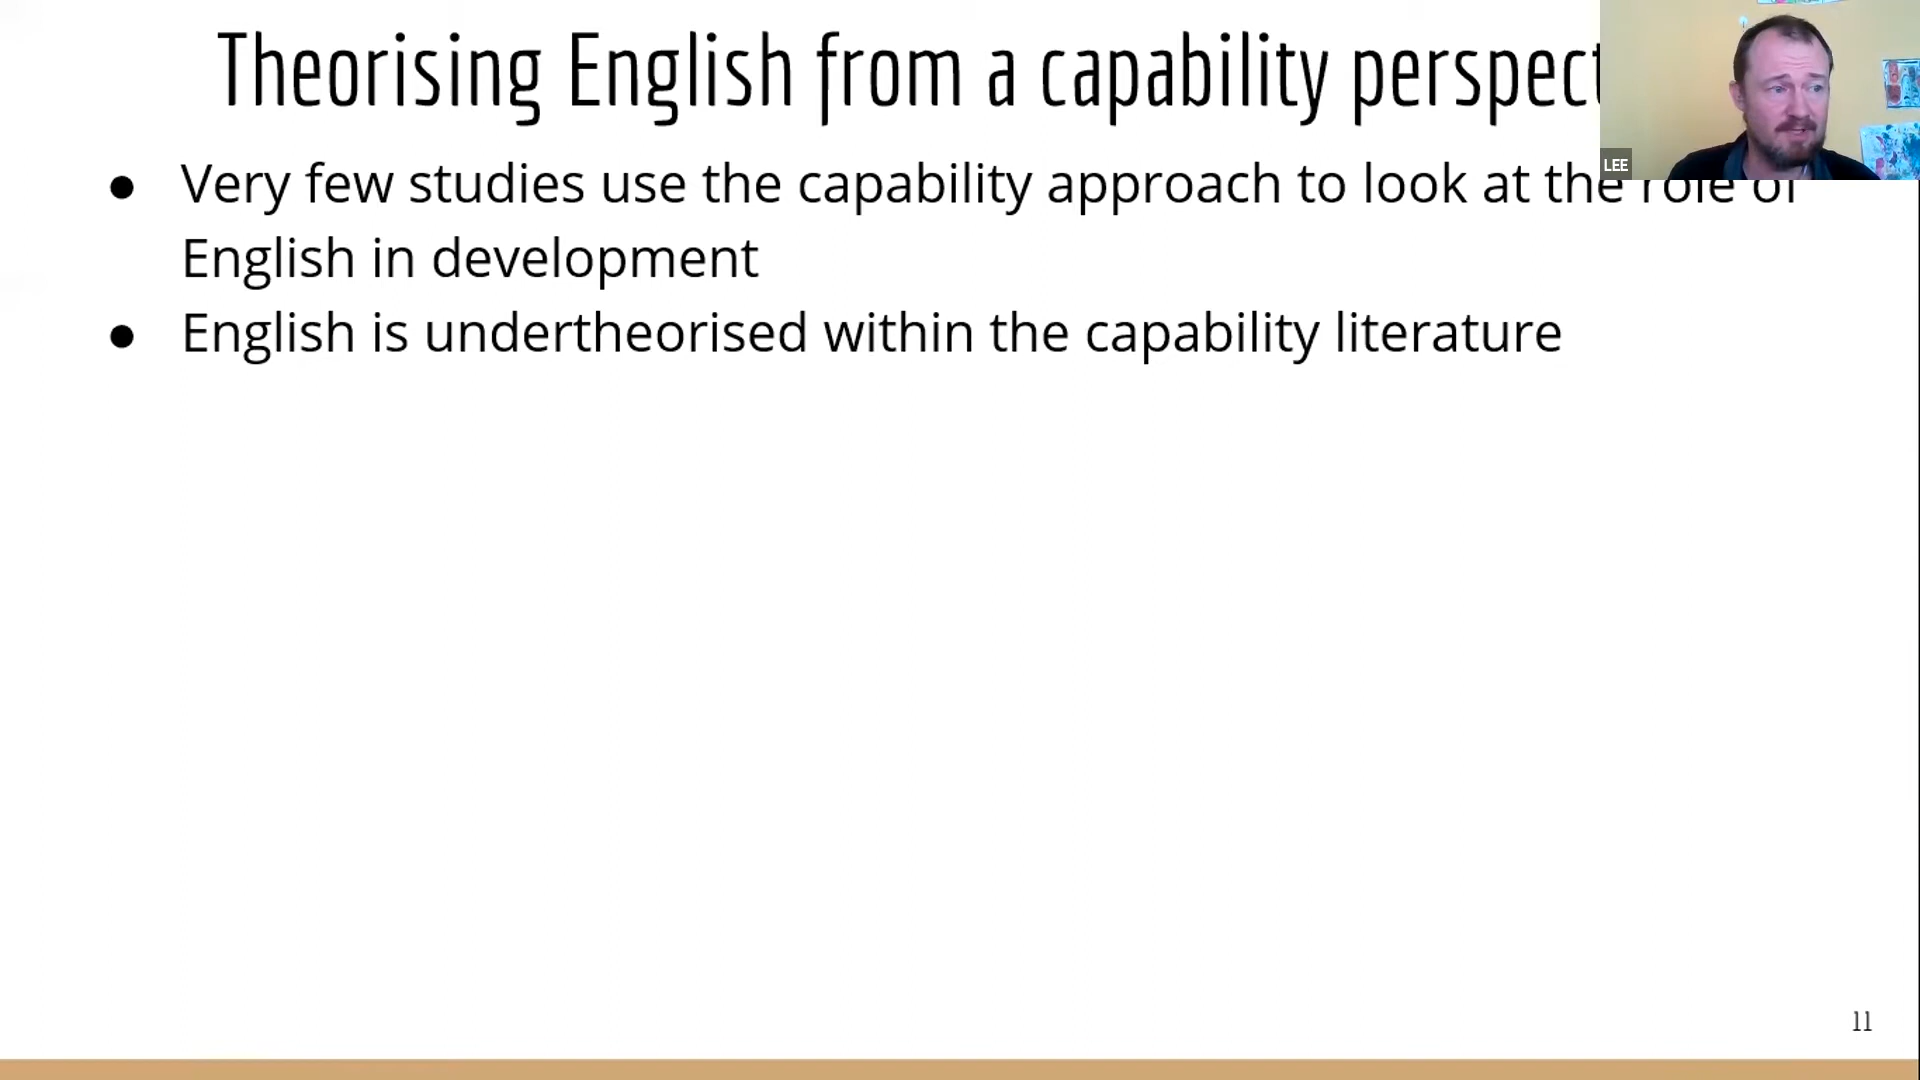 Theorising English from a capability
Very few studies use the capability approach to look at the role of
English in development
English is undertheorised within the capability literature
LEE
11